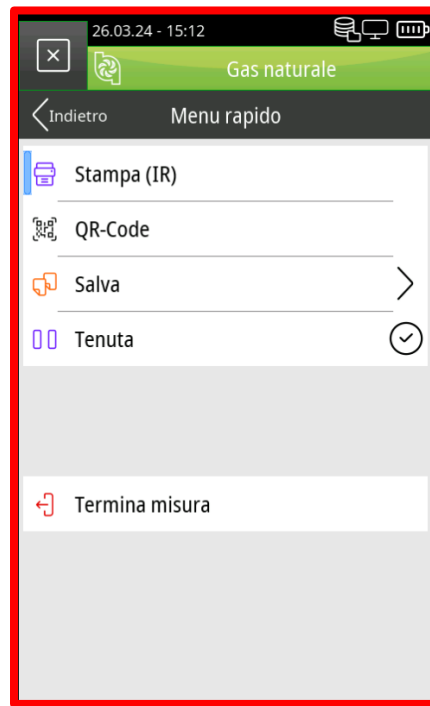 26.03.24 - 15:12
Gas naturale
Indietro
Menu rapido
Stampa (IR)
QR-Code
Salva
Tenuta
Termina misura